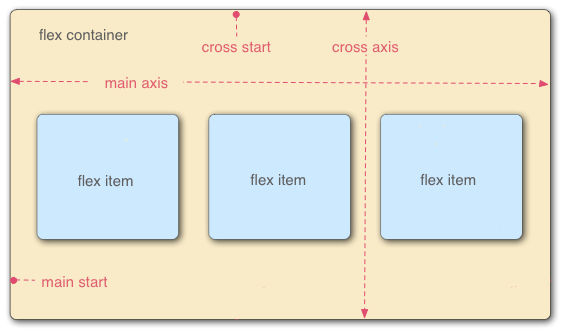 flex container
cross start
cross axis
main axis
flex item
flex item
flex item
main start